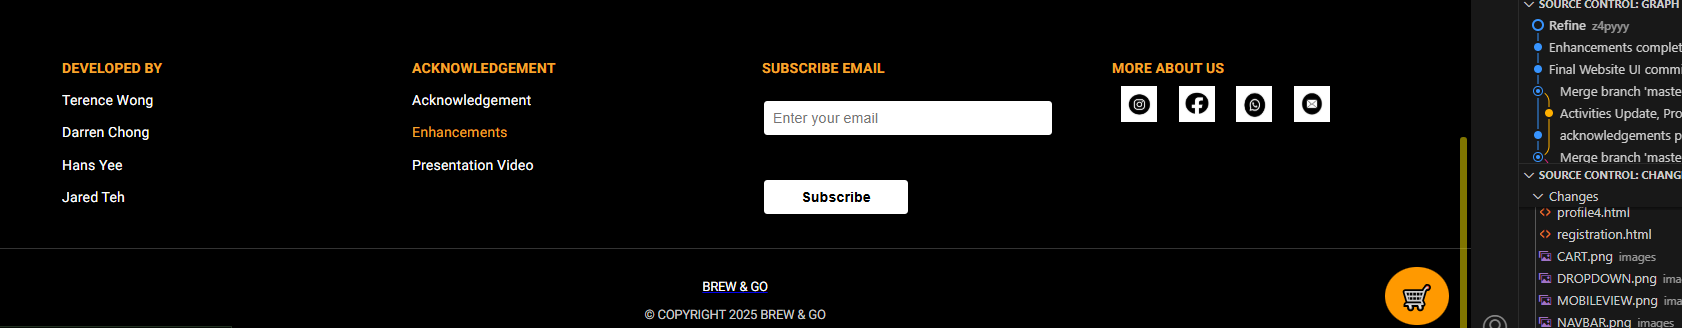 DEVELOPED BY
Terence Wong
Darren Chong
Hans Yee
Jared Teh
ACKNOWLEDGEMENT
Acknowledgement
Enhancements
Presentation Video
SUBSCRIBE EMAIL
Enter your email
Subscribe
MORE ABOUT US
BREW & GO
© COPYRIGHT 2025 BREW & GO
SOURCE CONTROL: GRAPH
Refine z4pyyy
Enhancements complet
Final Website UI commi
Merge branch 'maste
Activities Update, Pro
acknowledgements p
Merge branch 'maste
SOURCE CONTROL: CHANG
Changes
profile4.html
registration.html
CART.png images
DROPDOWN.png ima
MOBILEVIEW.png ima
NAVBAR.png images